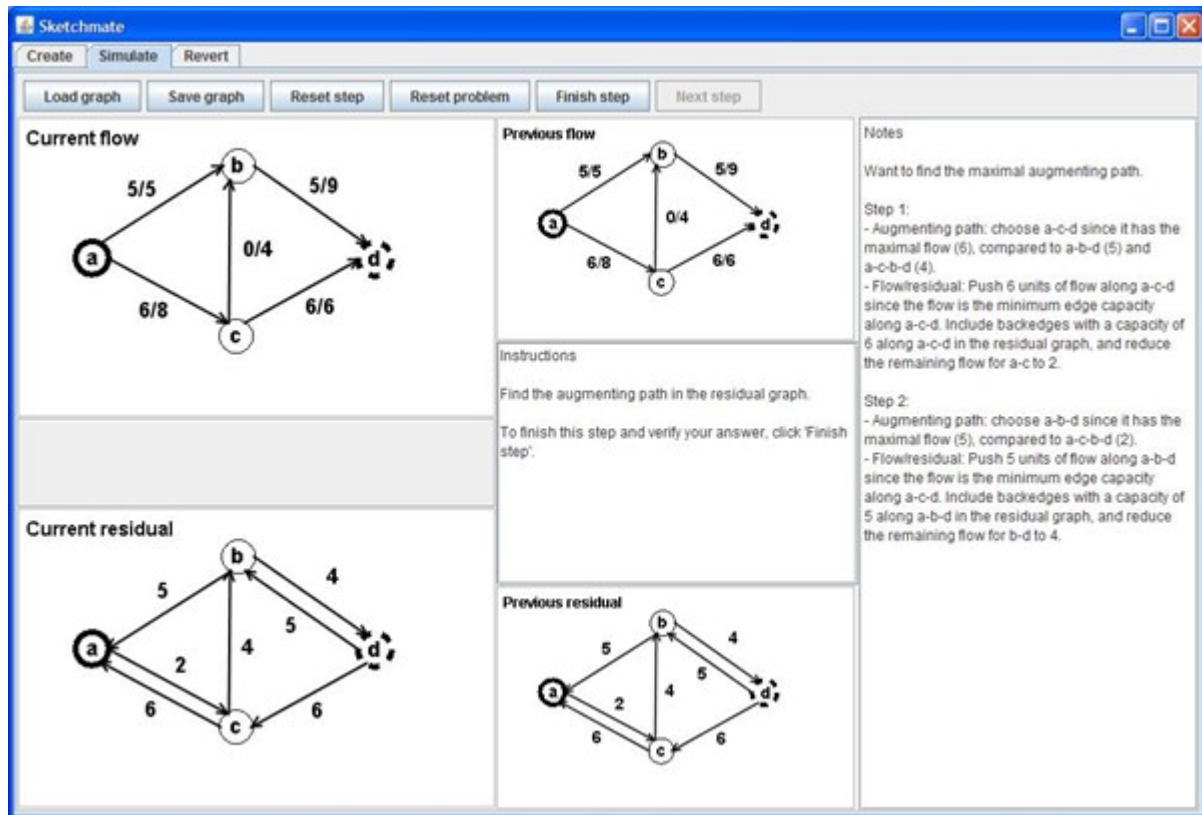 Sketchmate
Create Simulate Revert
Load graph Save graph Reset step Reset problem Finish step Next step
Current flow
b
5/5 5/9
a 0/4 d
6/8 6/6
c
Current residual
b
5 4
5
a 4 d
2
6 6
c
Previous flow
b
5/5 5/9
a 0/4 d
6/8 6/6
c
Instructions
Find the augmenting path in the residual graph.
To finish this step and verify your answer, click 'Finish
step'.
Previous residual
b
5 4
5
a 4 d
2
6 6
c
Notes
Want to find the maximal augmenting path.
Step 1:
- Augmenting path: choose a-c-d since it has the
maximal flow (6), compared to a-b-d (5) and
a-c-b-d (4).
- Flow/residual: Push 6 units of flow along a-c-d
since the flow is the minimum edge capacity
along a-c-d. Include backedges with a capacity of
6 along a-c-d in the residual graph, and reduce
the remaining flow for a-c to 2.
Step 2:
- Augmenting path: choose a-b-d since it has the
maximal flow (5), compared to a-c-b-d (2).
- Flow/residual: Push 5 units of flow along a-b-d
since the flow is the minimum edge capacity
along a-c-d. Include backedges with a capacity of
5 along a-b-d in the residual graph, and reduce
the remaining flow for b-d to 4.